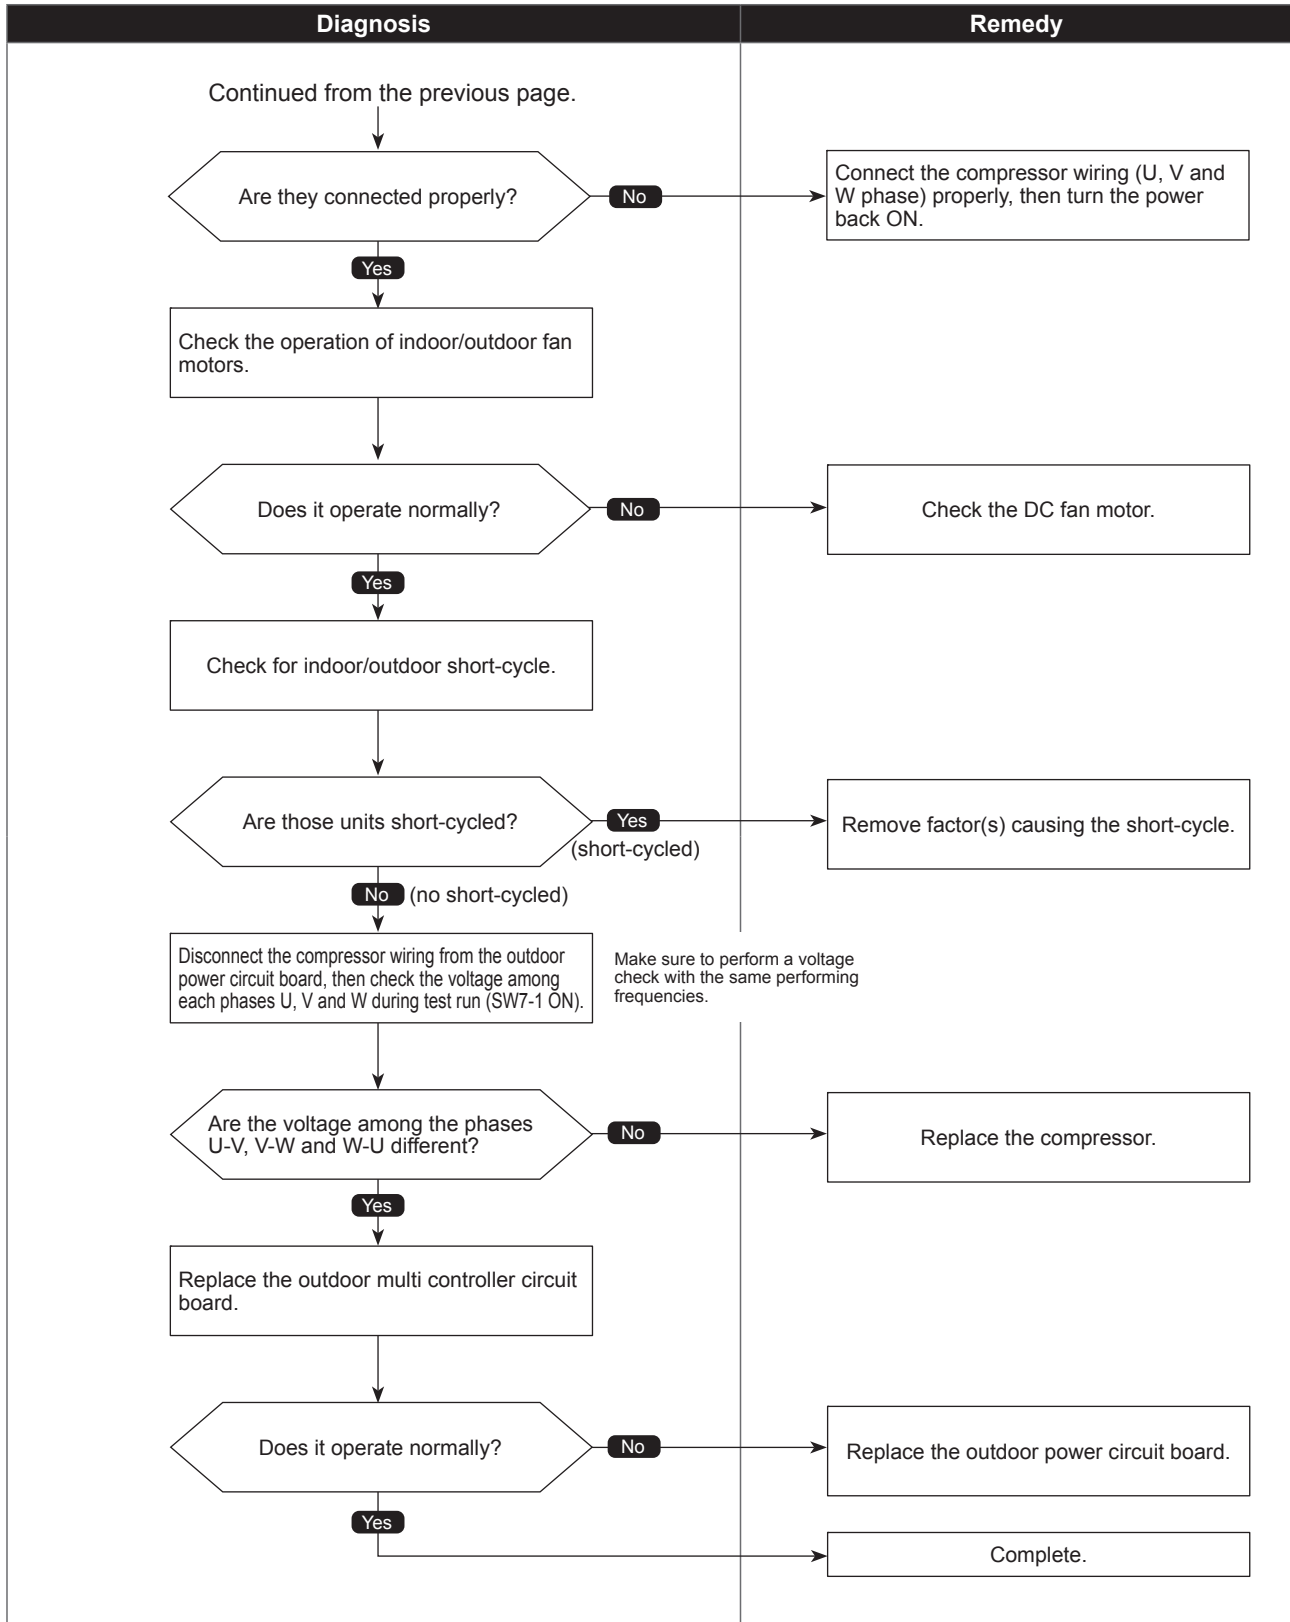 Diagnosis
Remedy
Continued from the previous page.
Are they connected properly?
No
Connect the compressor wiring (U, V and
W phase) properly, then turn the power
back ON.
Yes
Check the operation of indoor/outdoor fan
motors.
Does it operate normally?
No
Check the DC fan motor.
Yes
Check for indoor/outdoor short-cycle.
Are those units short-cycled?
Yes
(short-cycled)
Remove factor(s) causing the short-cycle.
No (no short-cycled)
Disconnect the compressor wiring from the outdoor
power circuit board, then check the voltage among
each phases U, V and W during test run (SW7-1 ON).
Make sure to perform a voltage
check with the same performing
frequencies.
Are the voltage among the phases
U-V, V-W and W-U different?
No
Replace the compressor.
Yes
Replace the outdoor multi controller circuit
board.
Does it operate normally?
No
Replace the outdoor power circuit board.
Yes
Complete.